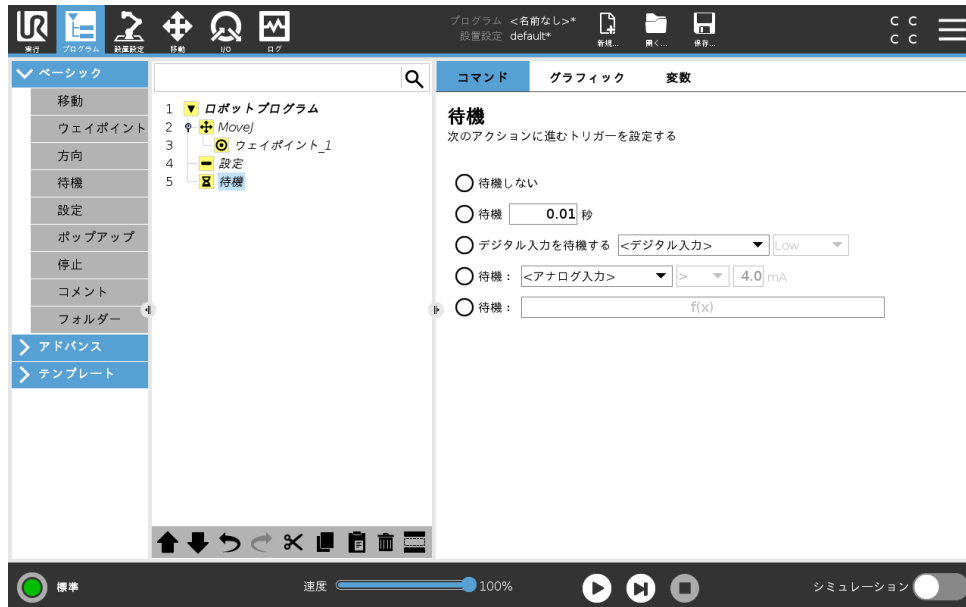 UR
実行 プログラム 設置設定 移動 I/O ログ
プログラム <名前なし>*
設置設定 default*
新規... 開く... 保存...
C C
C C
ベーシック
移動
ウェイポイント
方向
待機
設定
ポップアップ
停止
コメント
フォルダー
アドバンス
テンプレート
1 ロボットプログラム
2 MoveJ
3 ウェイポイント_1
4 設定
5 待機
コマンド グラフィック 変数
待機
次のアクションに進むトリガーを設定する
待機しない
待機 0.01 秒
デジタル入力を待機する <デジタル入力> Low
待機： <アナログ入力> > 4.0 mA
待機： f(x)
標準 速度 100% シミュレーション